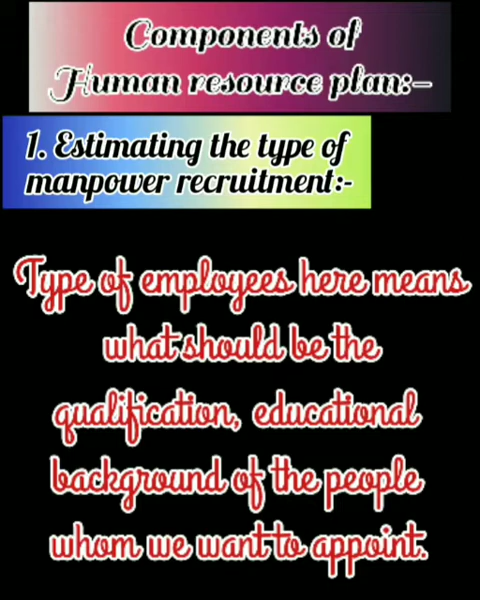 Components of
Human resource plan:-
1. Estimating the type of
manpower recruitment:-
Type of employees here means
what should be the
qualification, educational
background of the people
whom we want to appoint.